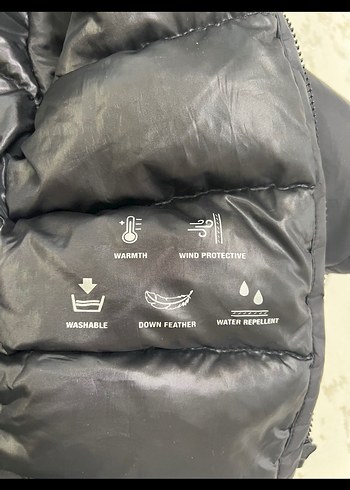 WARMTH WIND PROTECTIVE
WASHABLE DOWN FEATHER WATER REPELLENT